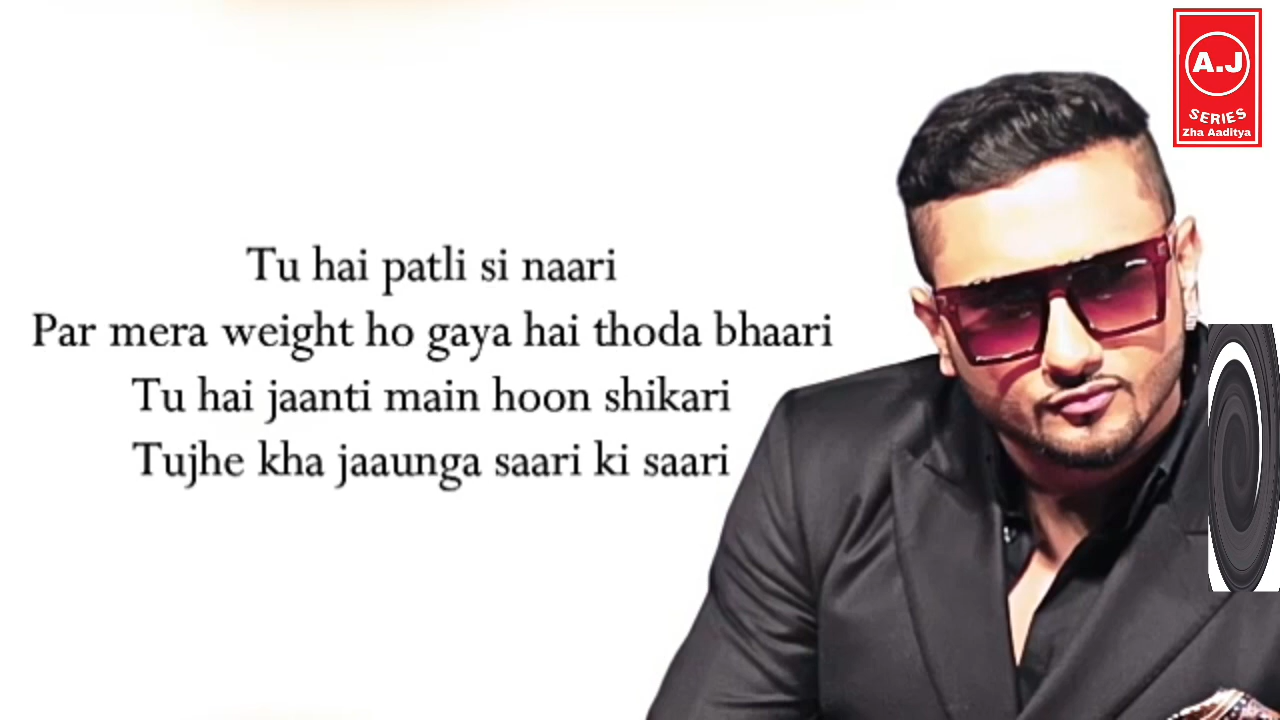 A.J
SERIES
Zha Aaditya
Tu hai patli si naari
Par mera weight ho gaya hai thoda bhaari
Tu hai jaanti main hoon shikari
Tujhe kha jaaunga saari ki saari